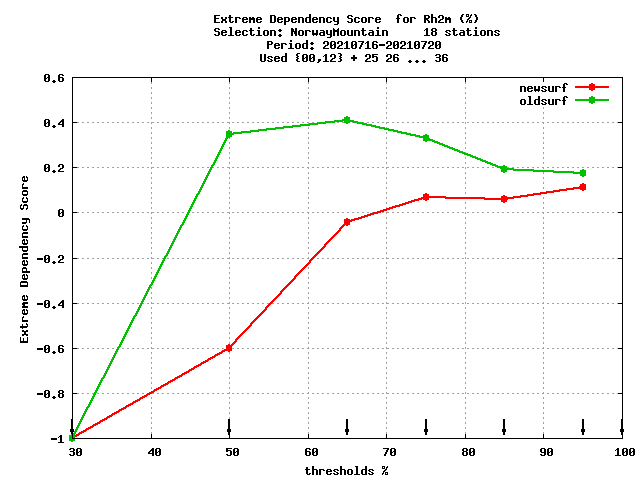 Extreme Dependency Score  for Rh2m (%)
Selection: NorwayMountain     18 stations
Period: 20210716-20210720
Used {00,12} + 25 26 ... 36
newsurf
oldsurf
0.6
0.4
0.2
0
-0.2
-0.4
-0.6
-0.8
-1
Extreme Dependency Score
30 40 50 60 70 80 90 100
thresholds %